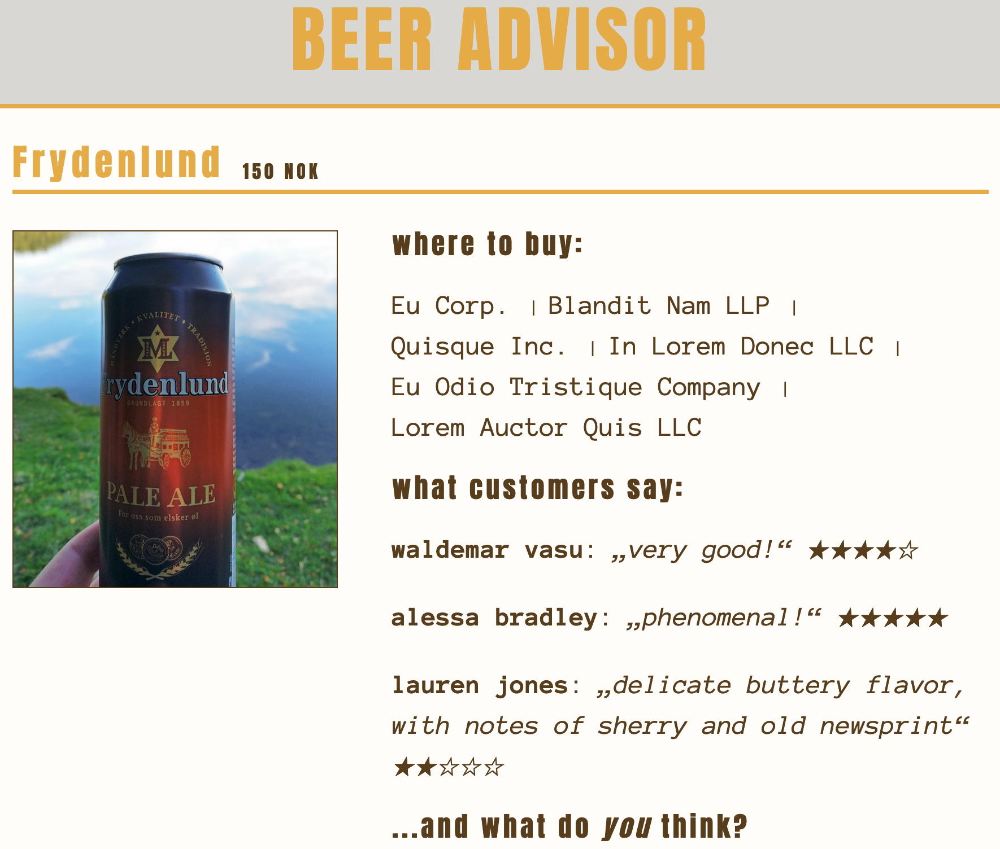 BEER ADVISOR
Frydenlund 150 NOK
HÅNDVERK • KVALITET • TRADISJON
FABRIK M MERKE
Frydenlund
GRUNDLAGT 1859
PALE ALE
For oss som elsker øl
where to buy:
Eu Corp. | Blandit Nam LLP |
Quisque Inc. | In Lorem Donec LLC |
Eu Odio Tristique Company |
Lorem Auctor Quis LLC
what customers say:
waldemar vasu: „very good!“ ★★★★☆
alessa bradley: „phenomenal!“ ★★★★★
lauren jones: „delicate buttery flavor,
with notes of sherry and old newsprint“
★★☆☆☆
...and what do you think?